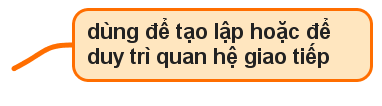 dùng để tạo lập hoặc để
duy trì quan hệ giao tiếp